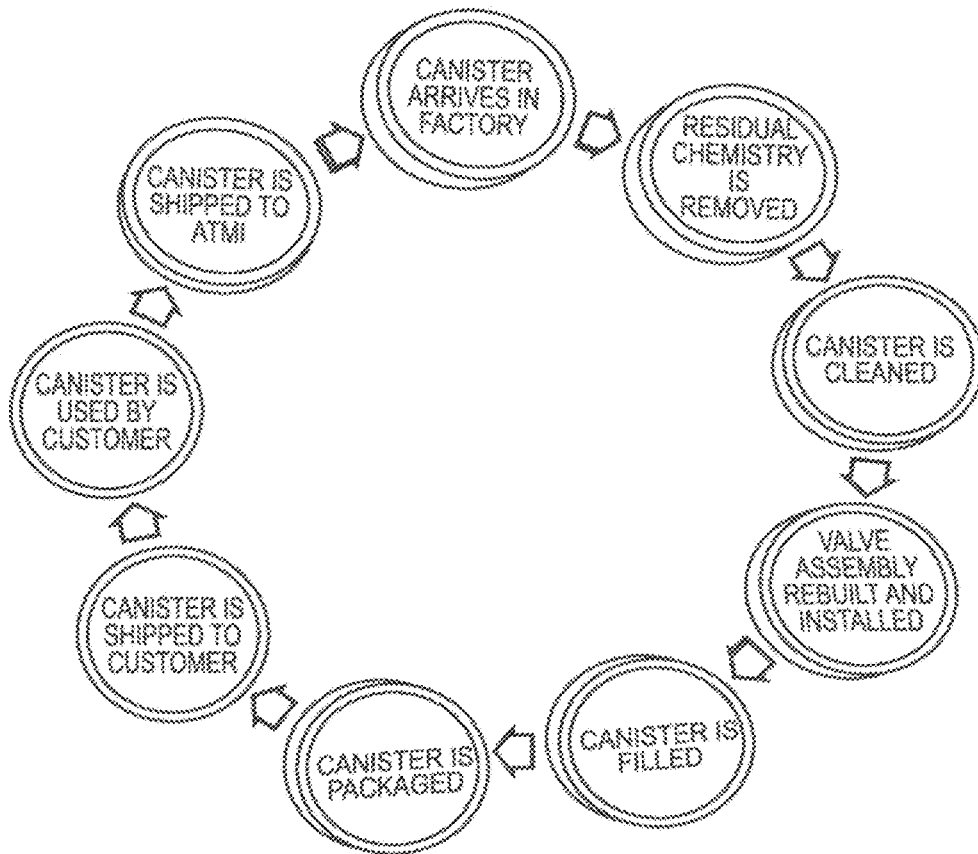 CANISTER
ARRIVES IN
FACTORY
RESIDUAL
CHEMISTRY
IS
REMOVED
CANISTER IS
CLEANED
VALVE
ASSEMBLY
REBUILT AND
INSTALLED
CANISTER IS
FILLED
CANISTER IS
PACKAGED
CANISTER IS
SHIPPED TO
CUSTOMER
CANISTER IS
USED BY
CUSTOMER
CANISTER IS
SHIPPED TO
ATMI